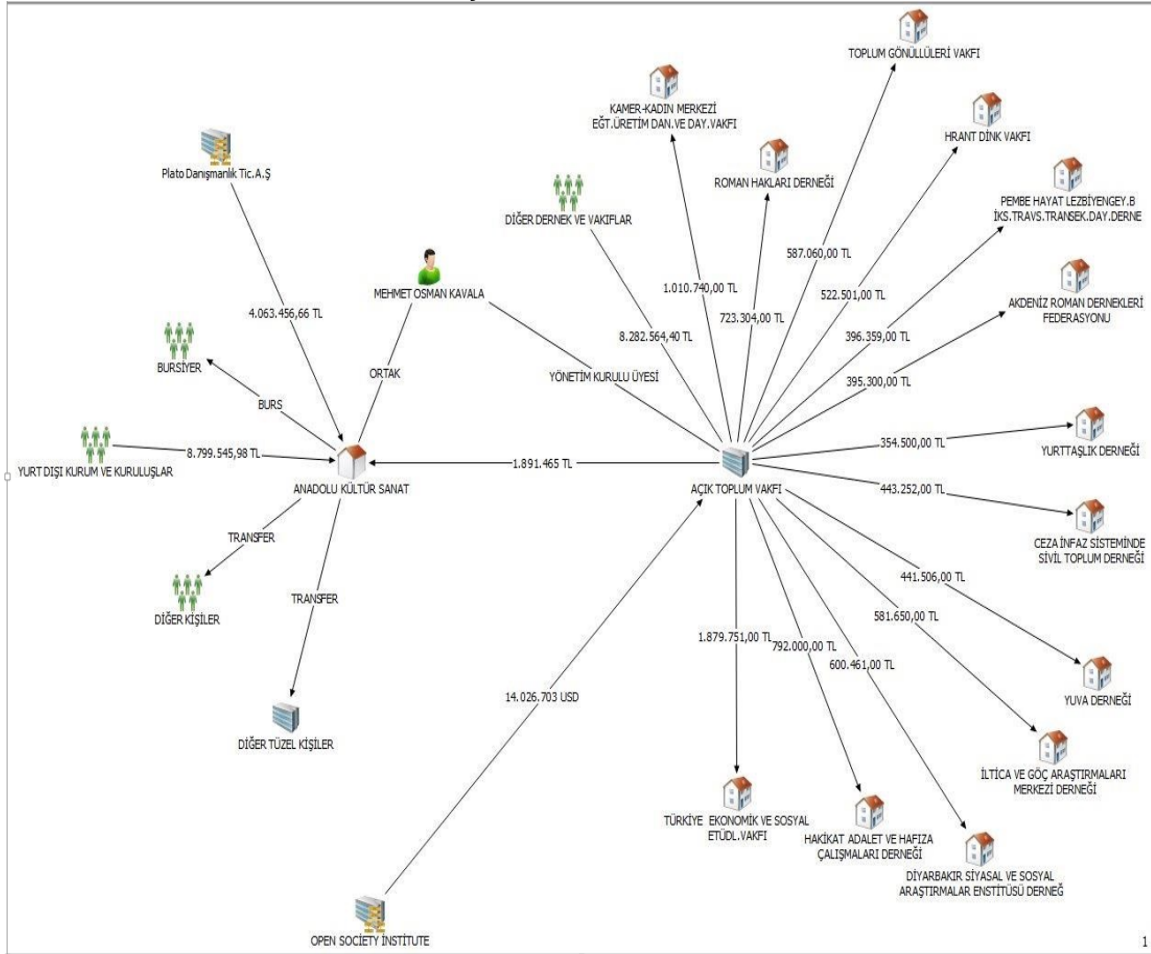 TOPLUM GÖNÜLLÜLERİ VAKFI
KAMER-KADIN MERKEZİ
EĞT.ÜRETİM DAN.VE DAY.VAKFI
HRANT DİNK VAKFI
Plato Danışmanlık Tic.A.Ş
ROMAN HAKLARI DERNEĞİ
PEMBE HAYAT LEZBİYENGEY.B
İKS.TRAVS.TRANSEK.DAY.DERNE
DİĞER DERNEK VE VAKIFLAR
587.060,00 TL
MEHMET OSMAN KAVALA
1.010.740,00 TL
522.501,00 TL
AKDENİZ ROMAN DERNEKLERİ
FEDERASYONU
4.063.456,66 TL
723.304,00 TL
8.282.564,40 TL
396.359,00 TL
BURSİYER
ORTAK
YÖNETİM KURULU ÜYESİ
395.300,00 TL
BURS
354.500,00 TL
YURTTAŞLIK DERNEĞİ
8.799.545,98 TL
YURT DIŞI KURUM VE KURULUŞLAR
1.891.465 TL
ANADOLU KÜLTÜR SANAT
AÇIK TOPLUM VAKFI
443.252,00 TL
TRANSFER
CEZA İNFAZ SİSTEMİNDE
SİVİL TOPLUM DERNEĞİ
441.506,00 TL
TRANSFER
DİĞER KİŞİLER
581.650,00 TL
1.879.751,00 TL
792.000,00 TL
600.461,00 TL
14.026.703 USD
YUVA DERNEĞİ
DİĞER TÜZEL KİŞİLER
İLTİCA VE GÖÇ ARAŞTIRMALARI
MERKEZİ DERNEĞİ
TÜRKİYE EKONOMİK VE SOSYAL
ETÜDL.VAKFI
HAKİKAT ADALET VE HAFIZA
ÇALIŞMALARI DERNEĞİ
DİYARBAKIR SİYASAL VE SOSYAL
ARAŞTIRMALAR ENSTİTÜSÜ DERNEĞ
OPEN SOCIETY INSTITUTE
1